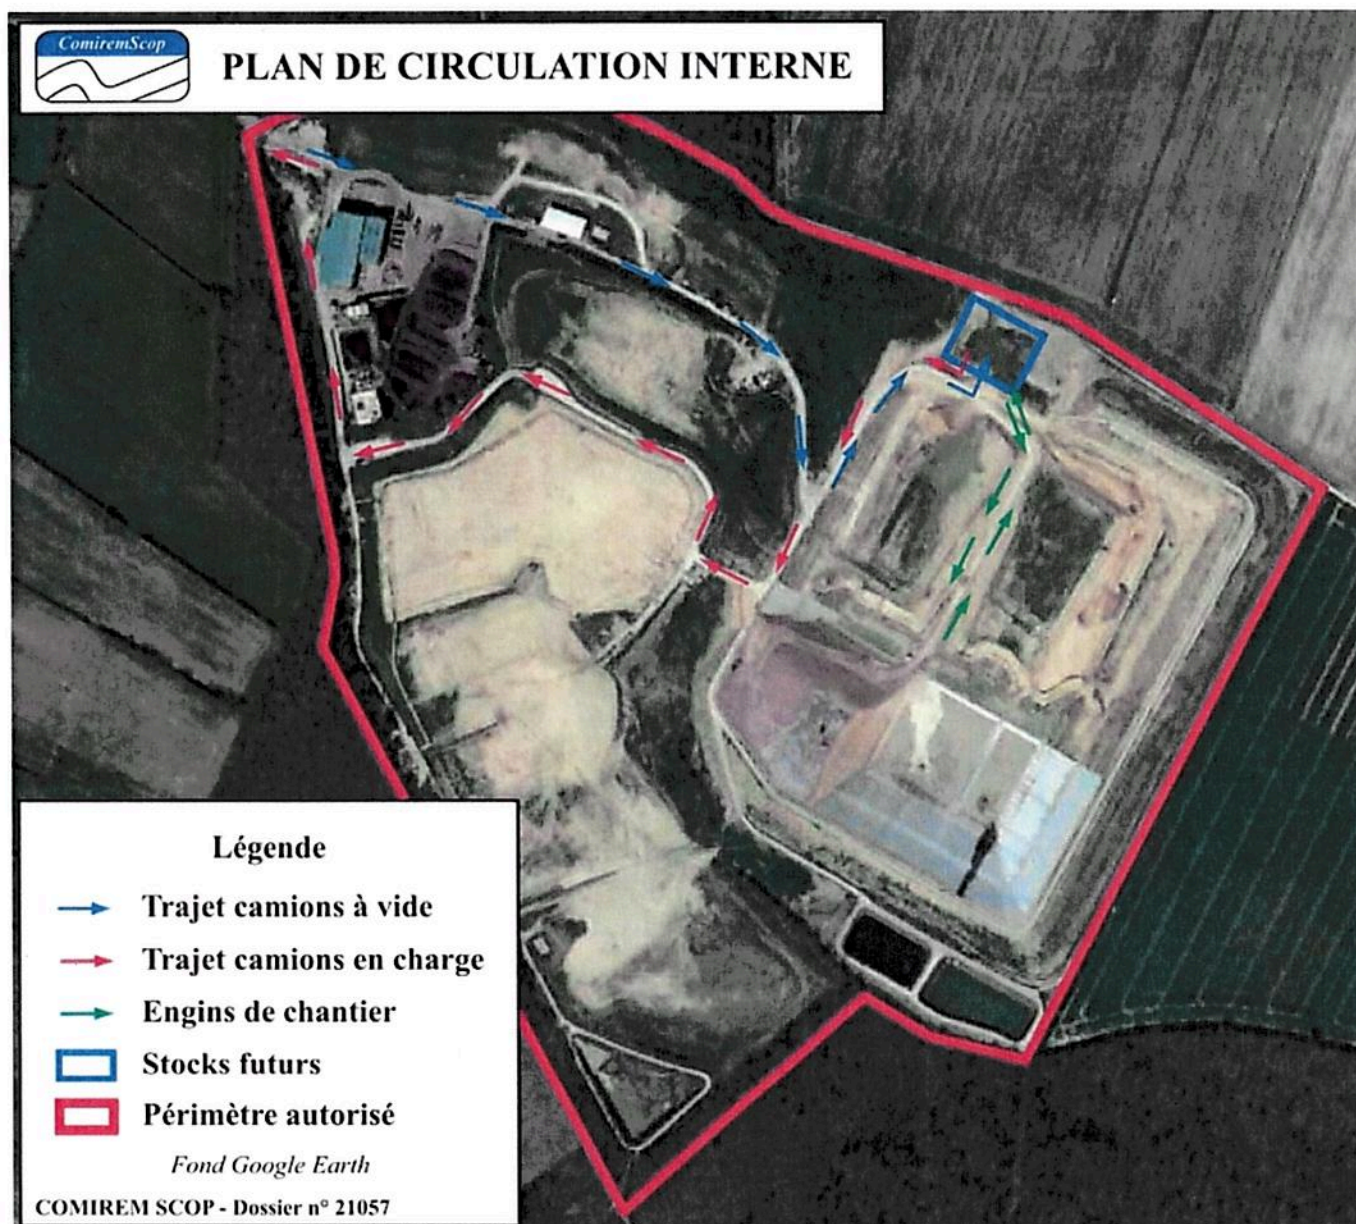 ComiremScop
PLAN DE CIRCULATION INTERNE
Légende
Trajet camions à vide
Trajet camions en charge
Engins de chantier
Stocks futurs
Périmètre autorisé
Fond Google Earth
COMIREM SCOP - Dossier n° 21057